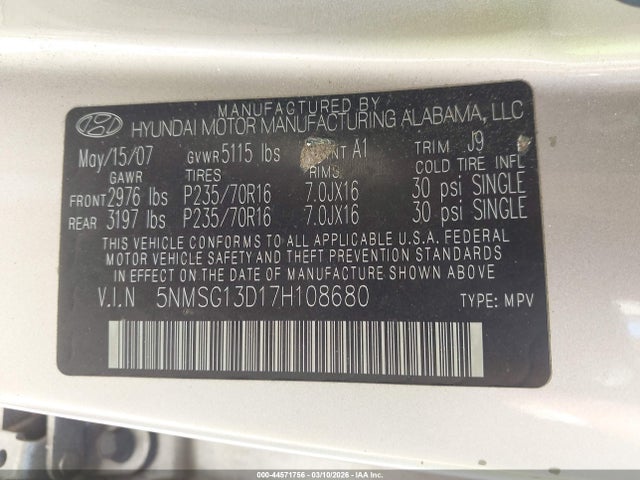 MANUFACTURED BY
HYUNDAI MOTOR MANUFACTURING ALABAMA, LLC
May/15/07 GVWR 5115 lbs A1 TRIM J9
GAWR TIRES RIMS COLD TIRE INFL
FRONT 2976 lbs P235/70R16 7.0JX16 30 psi SINGLE
REAR 3197 lbs P235/70R16 7.0JX16 30 psi SINGLE
THIS VEHICLE CONFORMS TO ALL APPLICABLE U.S.A. FEDERAL
MOTOR VEHICLE SAFETY AND THEFT PREVENTION STANDARDS
IN EFFECT ON THE DATE OF MANUFACTURE SHOWN ABOVE
V.I.N 5NMSG13D17H108680 TYPE: MPV
000-44571756 - 03/10/2026 - IAA Holdings, LLC